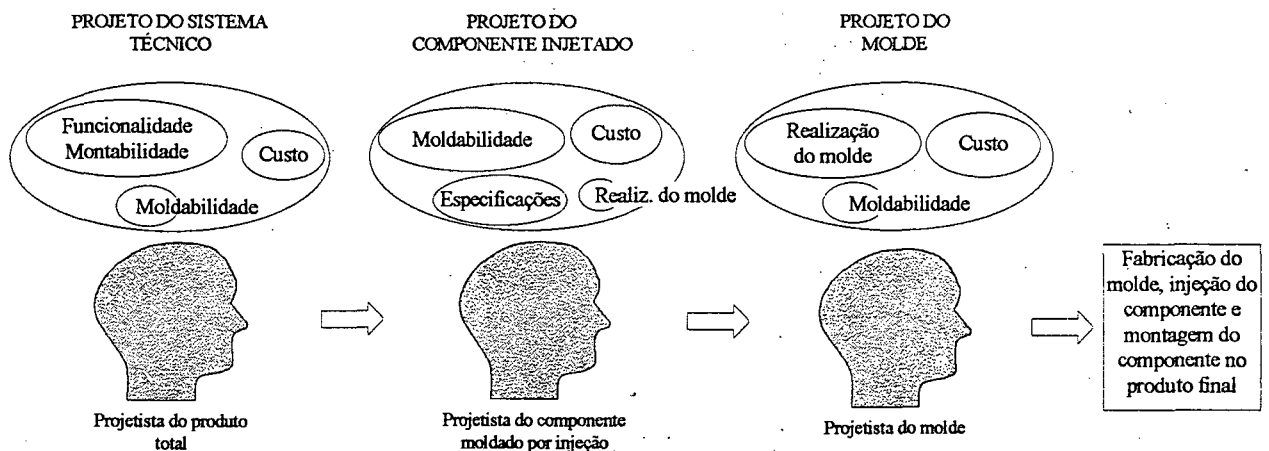 PROJETO DO SISTEMA
TÉCNICO
Funcionalidade
Montabilidade
Custo
Moldabilidade
Projetista do produto
total
PROJETO DO
COMPONENTE INJETADO
Moldabilidade
Custo
Especificações
Realiz. do molde
Projetista do componente
moldado por injeção
PROJETO DO
MOLDE
Realização
do molde
Custo
Moldabilidade
Projetista do molde
Fabricação do
molde, injeção do
componente e
montagem do
componente no
produto final